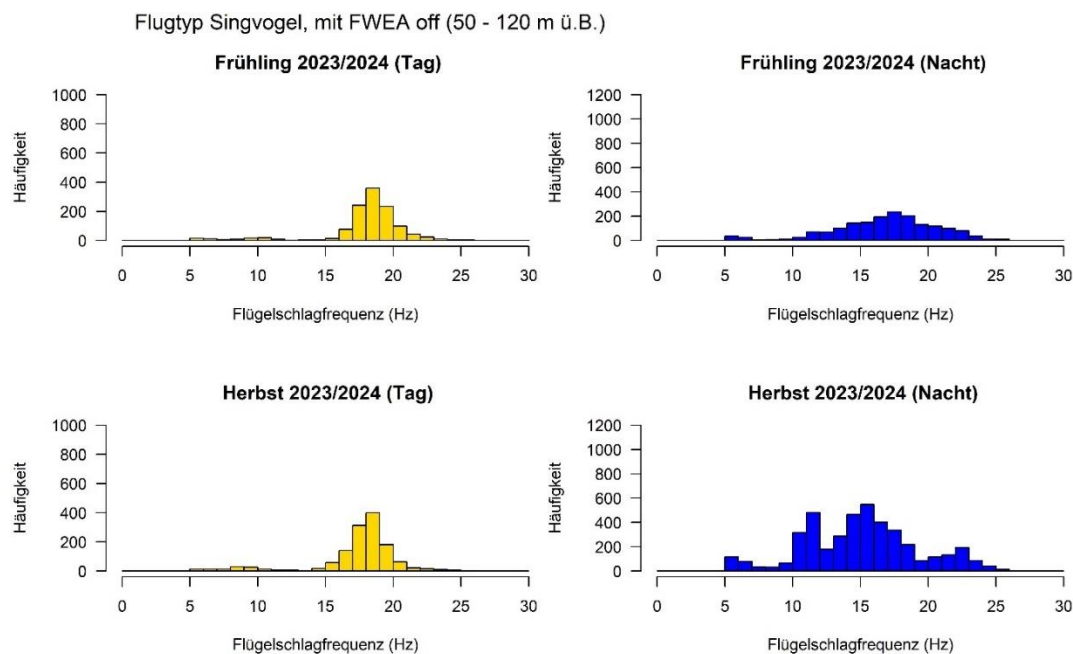 Flugtyp Singvogel, mit FWEA off (50 - 120 m ü.B.)
Frühling 2023/2024 (Tag)
Häufigkeit
1000
800
600
400
200
0
0 5 10 15 20 25 30
Flügelschlagfrequenz (Hz)
Frühling 2023/2024 (Nacht)
Häufigkeit
1200
1000
800
600
400
200
0
0 5 10 15 20 25 30
Flügelschlagfrequenz (Hz)
Herbst 2023/2024 (Tag)
Häufigkeit
1000
800
600
400
200
0
0 5 10 15 20 25 30
Flügelschlagfrequenz (Hz)
Herbst 2023/2024 (Nacht)
Häufigkeit
1200
1000
800
600
400
200
0
0 5 10 15 20 25 30
Flügelschlagfrequenz (Hz)